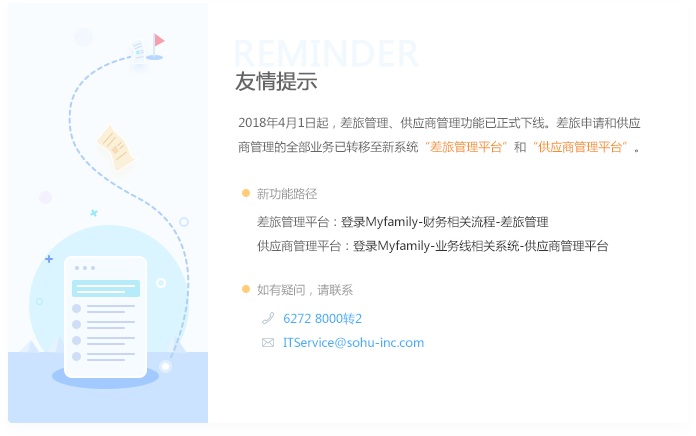 REMINDER
友情提示
2018年4月1日起，差旅管理、供应商管理功能已正式下线。差旅申请和供应
商管理的全部业务已转移至新系统“差旅管理平台”和“供应商管理平台”。
新功能路径
差旅管理平台：登录Myfamily-财务相关流程-差旅管理
供应商管理平台：登录Myfamily-业务线相关系统-供应商管理平台
如有疑问，请联系
6272 8000转2
ITService@sohu-inc.com